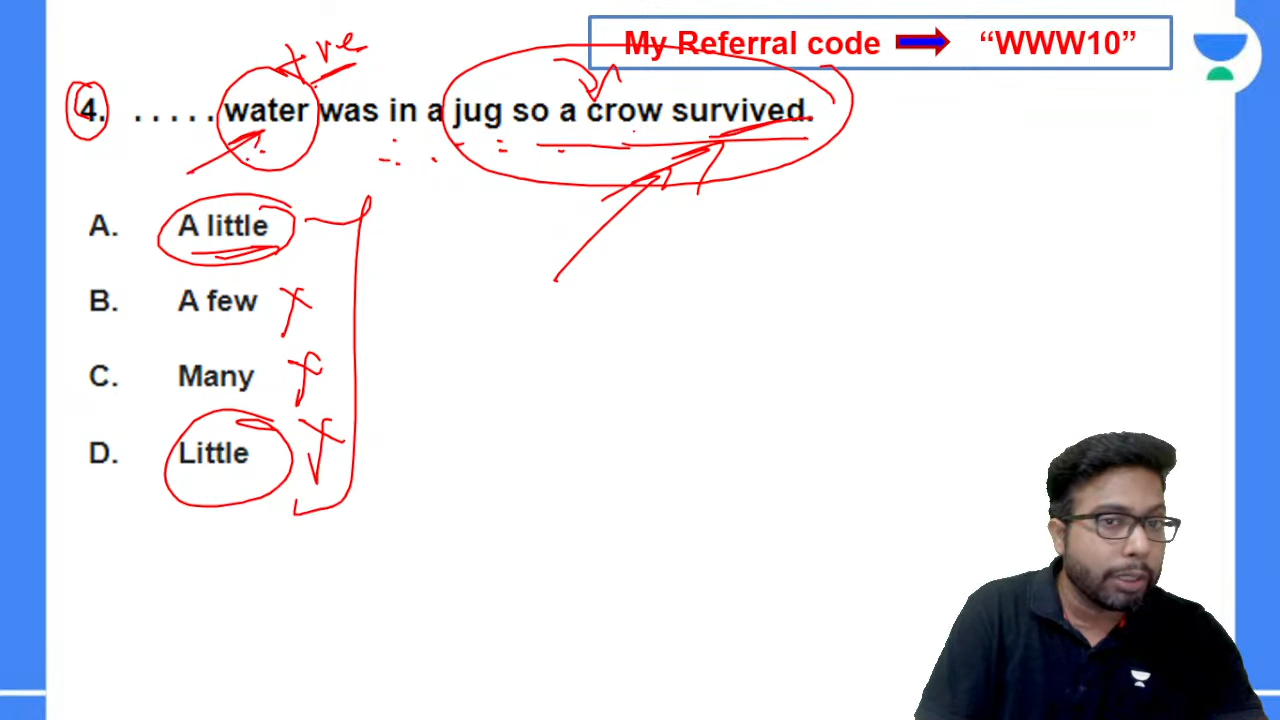 My Referral code “WWW10”
+ve
4. ..... water was in a jug so a crow survived.
A. A little
B. A few
C. Many
D. Little